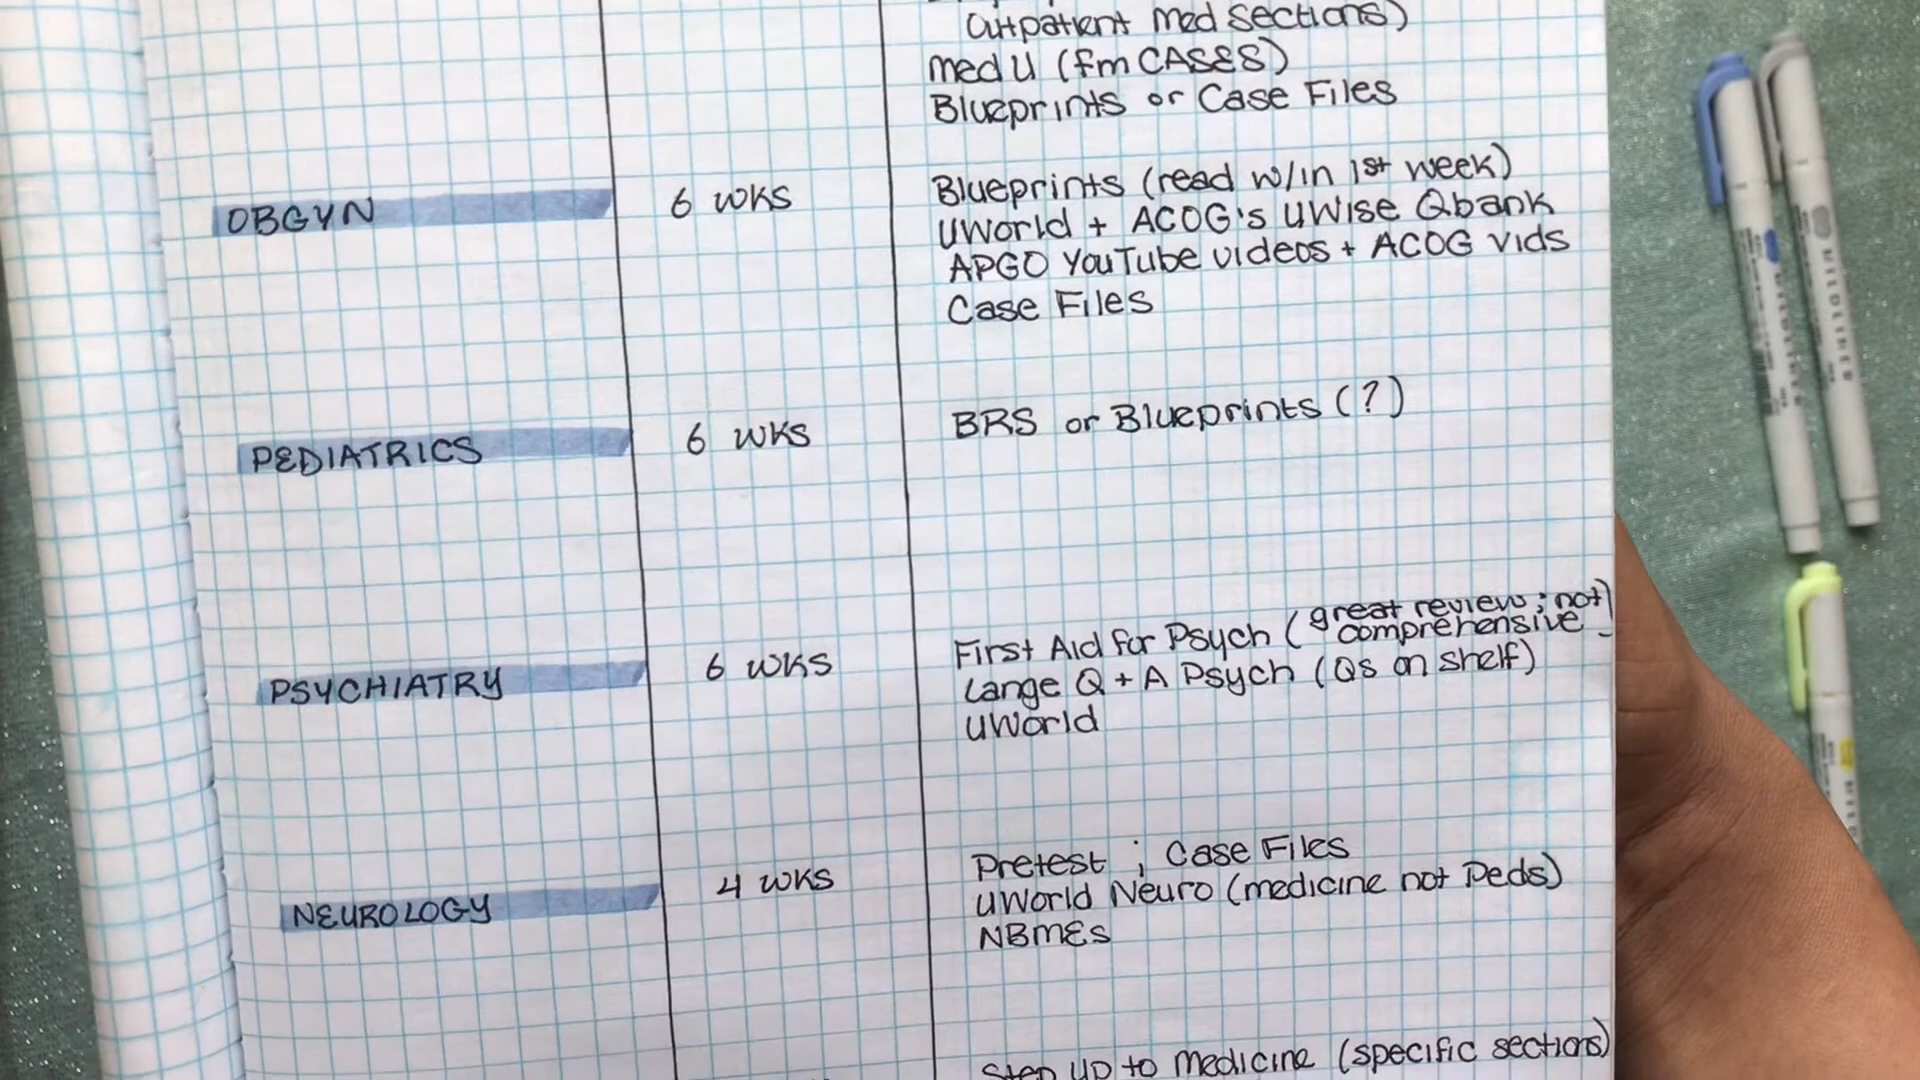 Outpatient Med Sections)
Med U (fm CASES)
Blueprints or Case Files
OBGYN
6 WKS
Blueprints (read w/in 1st week)
UWorld + ACOG's UWise Qbank
APGO YouTube videos + ACOG vids
Case Files
PEDIATRICS
6 WKS
BRS or Blueprints (?)
PSYCHIATRY
6 WKS
First Aid for Psych (great review; not
comprehensive)
Lange Q + A Psych (Qs on shelf)
UWorld
NEUROLOGY
4 WKS
Pretest ; Case Files
UWorld Neuro (medicine not Peds)
NBMEs
Step Up to Medicine (specific sections)